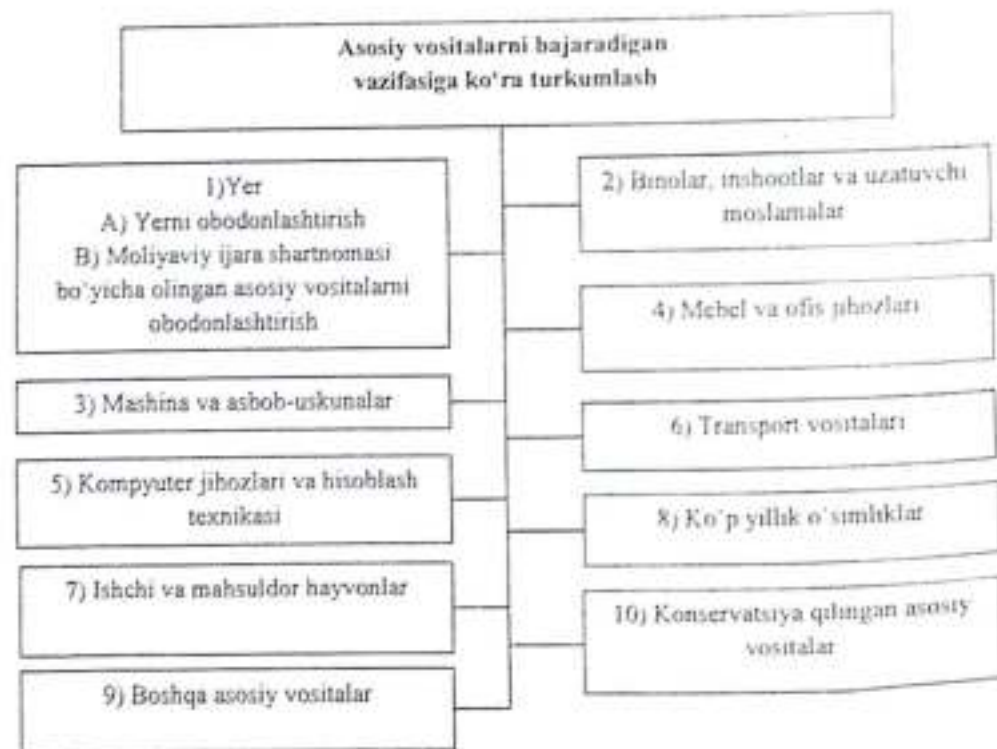 Asosiy vositalarni bajaradigan
vazifasiga ko'ra turkumlash
1)Yer
A) Yerni obodonlashtirish
B) Moliyaviy ijara shartnomasi
bo`yicha olingan asosiy vositalarni
obodonlashtirish
2) Binolar, inshootlar va uzatuvchi
moslamalar
3) Mashina va asbob-uskunalar
4) Mebel va ofis jihozlari
5) Kompyuter jihozlari va hisoblash
texnikasi
6) Transport vositalari
7) Ishchi va mahsuldor hayvonlar
8) Ko`p yillik o`simliklar
9) Boshqa asosiy vositalar
10) Konservatsiya qilingan asosiy
vositalar